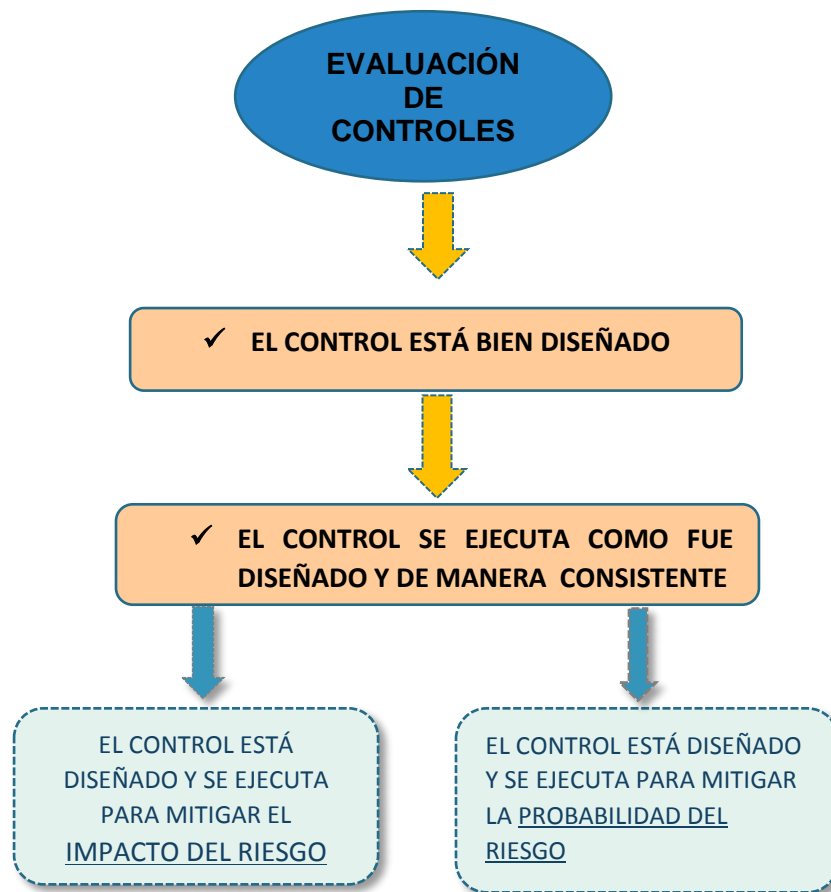 EVALUACIÓN
DE
CONTROLES
✓ EL CONTROL ESTÁ BIEN DISEÑADO
✓ EL CONTROL SE EJECUTA COMO FUE
DISEÑADO Y DE MANERA CONSISTENTE
EL CONTROL ESTÁ
DISEÑADO Y SE EJECUTA
PARA MITIGAR EL
IMPACTO DEL RIESGO
EL CONTROL ESTÁ DISEÑADO
Y SE EJECUTA PARA MITIGAR
LA PROBABILIDAD DEL
RIESGO